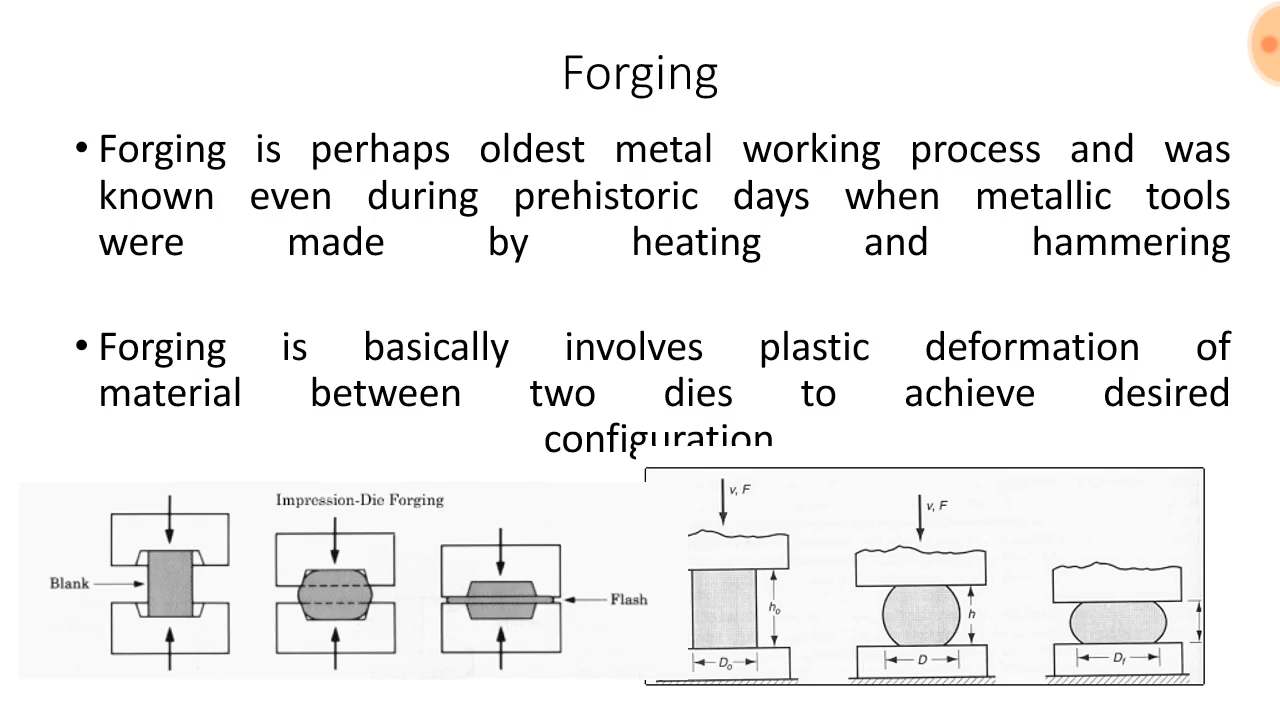 Forging
• Forging is perhaps oldest metal working process and was
known even during prehistoric days when metallic tools
were made by heating and hammering
• Forging is basically involves plastic deformation of
material between two dies to achieve desired
configuration
Impression-Die Forging
Blank
Flash
v, F
v, F
h₀
h
D₀
D
D_f